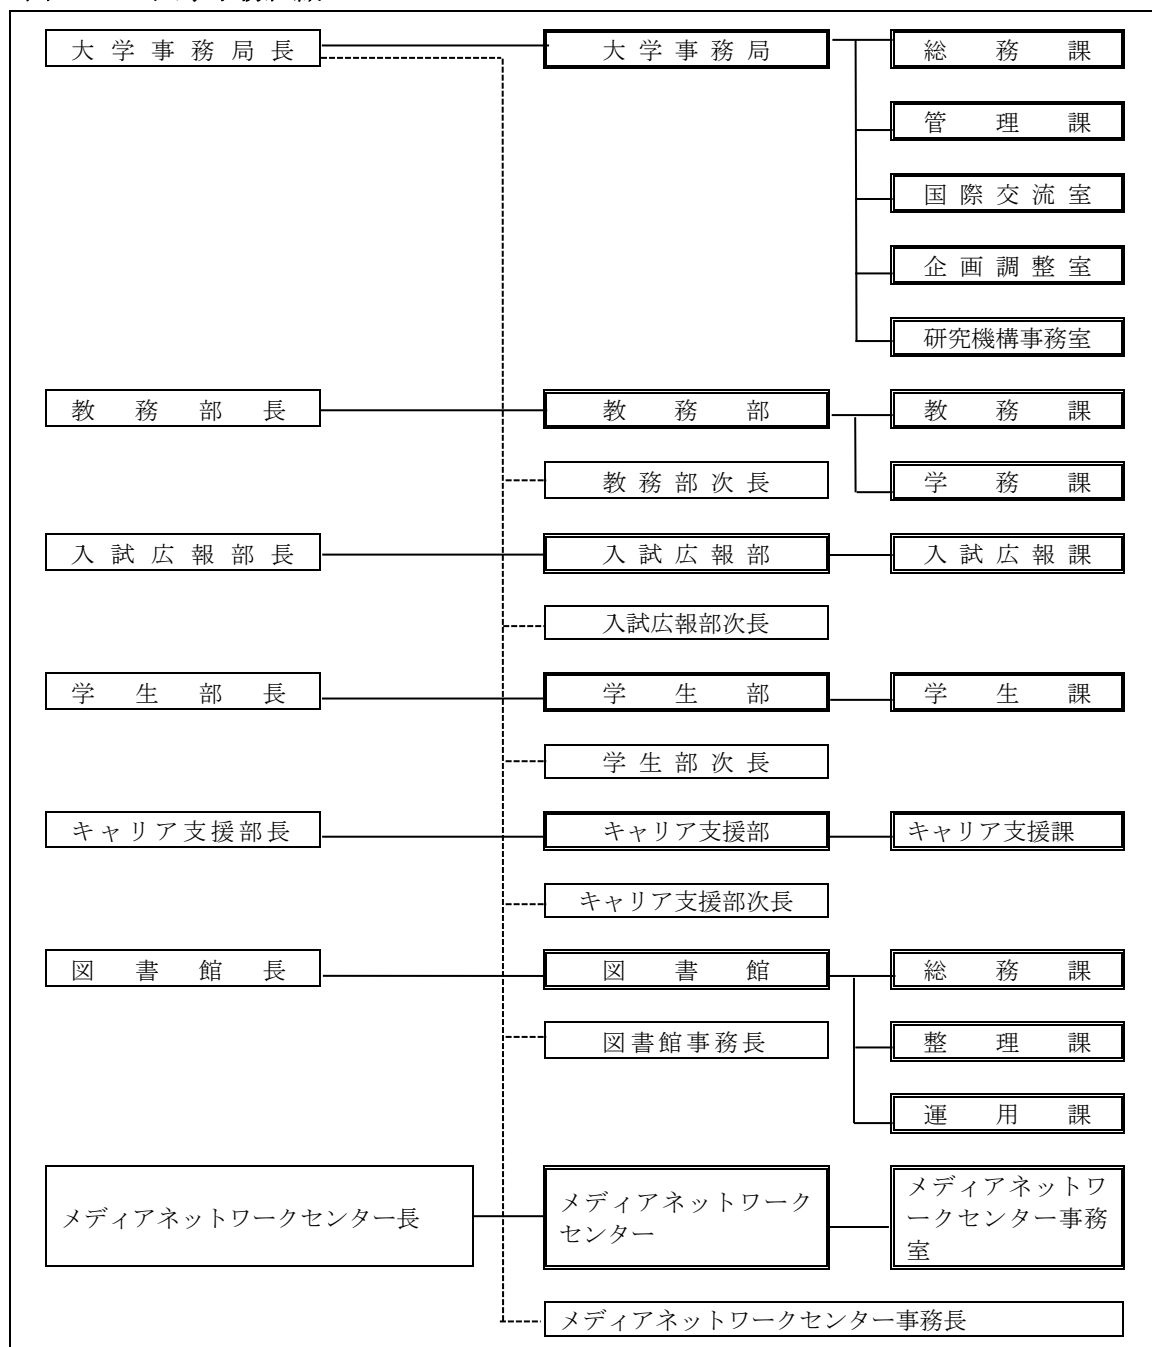 大学事務局長
大学事務局
総務課
管理課
国際交流室
企画調整室
研究機構事務室
教務部長
教務部
教務課
教務部次長
学務課
入試広報部長
入試広報部
入試広報課
入試広報部次長
学生部長
学生部
学生課
学生部次長
キャリア支援部長
キャリア支援部
キャリア支援課
キャリア支援部次長
図書館長
図書館
総務課
図書館事務長
整理課
運用課
メディアネットワークセンター長
メディアネットワーク
センター
メディアネットワ
ークセンター事務
室
メディアネットワークセンター事務長